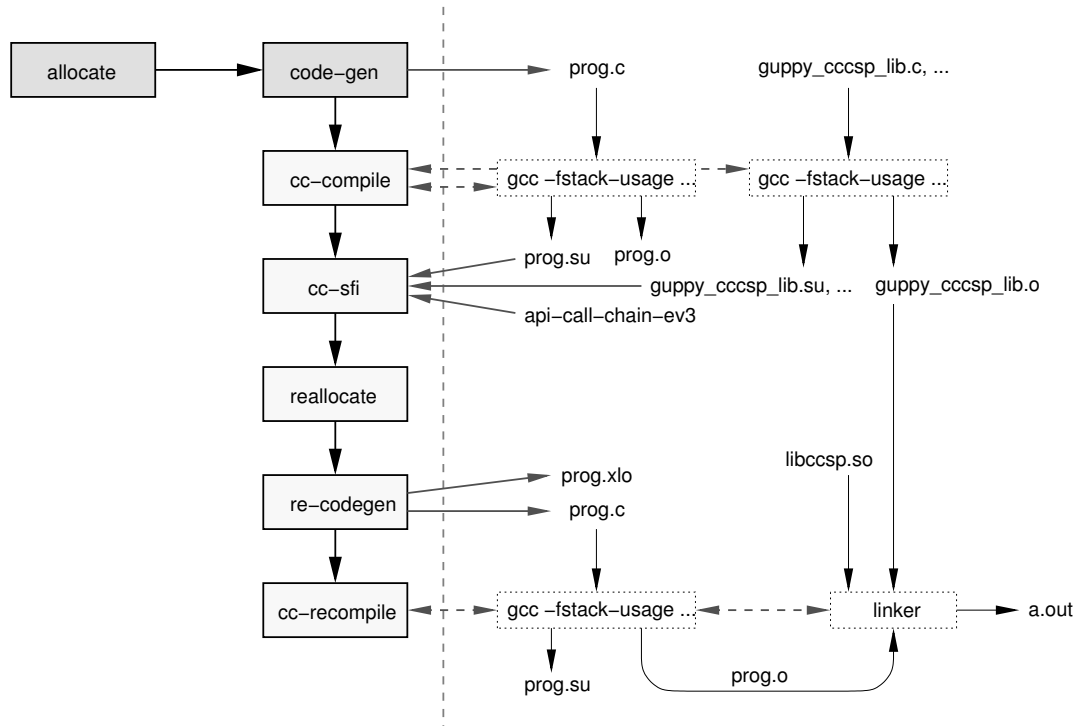 allocate
code−gen
prog.c
guppy_cccsp_lib.c, ...
cc−compile
gcc −fstack−usage ...
gcc −fstack−usage ...
prog.su
prog.o
cc−sfi
guppy_cccsp_lib.su, ...
guppy_cccsp_lib.o
api−call−chain−ev3
reallocate
libccsp.so
prog.xlo
re−codegen
prog.c
cc−recompile
gcc −fstack−usage ...
linker
a.out
prog.su
prog.o